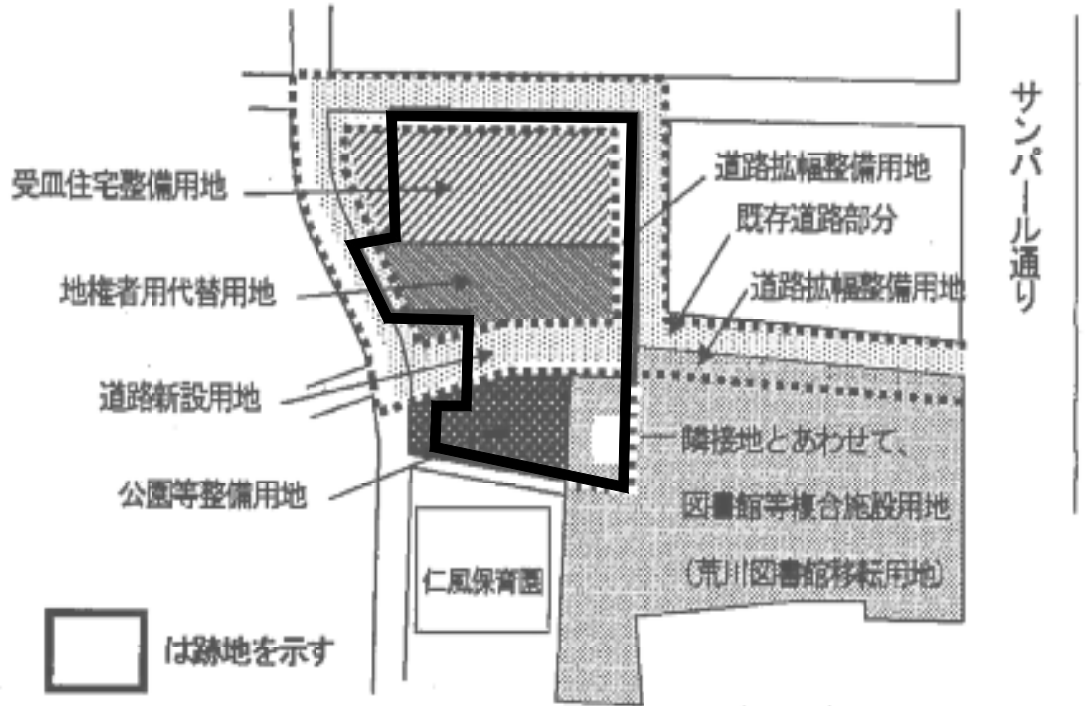 サンパール通り
道路拡幅整備用地
受皿住宅整備用地
既存道路部分
地権者用代替用地
道路拡幅整備用地
道路新設用地
隣接地とあわせて、
公園等整備用地
図書館等複合施設用地
(荒川図書館移転用地)
仁風保育園
は跡地を示す